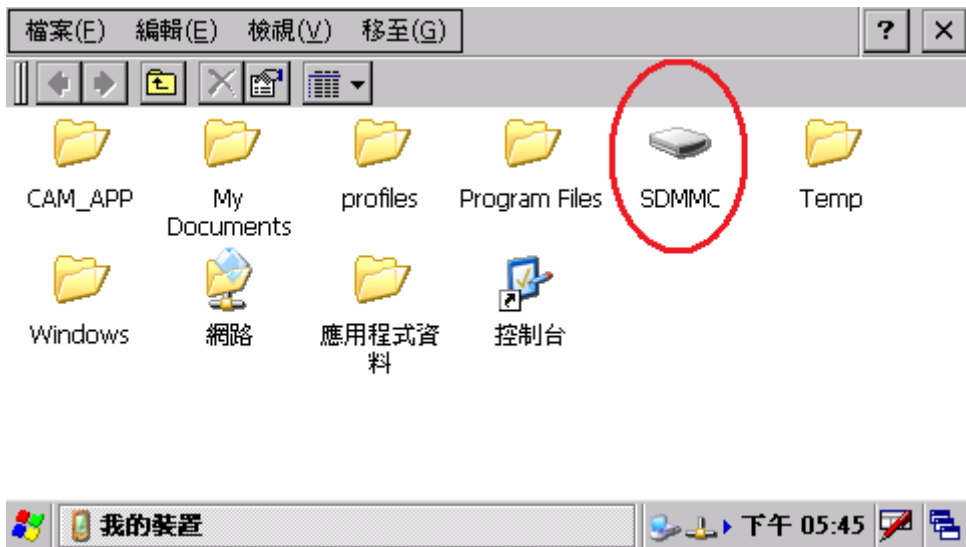 檔案(F) 編輯(E) 檢視(V) 移至(G) ? ×
CAM_APP
My
Documents
profiles
Program Files
SDMMC
Temp
Windows
網路
應用程式資
料
控制台
我的裝置
下午 05:45